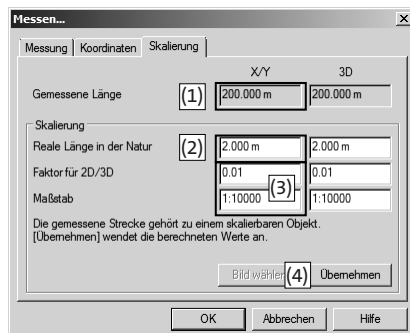 Messen...
Messung Koordinaten Skalierung
X/Y 3D
Gemessene Länge (1) 200.000 m 200.000 m
Skalierung
Reale Länge in der Natur (2) 2.000 m 2.000 m
Faktor für 2D/3D 0.01 0.01
(3)
Maßstab 1:10000 1:10000
Die gemessene Strecke gehört zu einem skalierbaren Objekt.
[Übernehmen] wendet die berechneten Werte an.
Bild wählen (4) Übernehmen
OK Abbrechen Hilfe